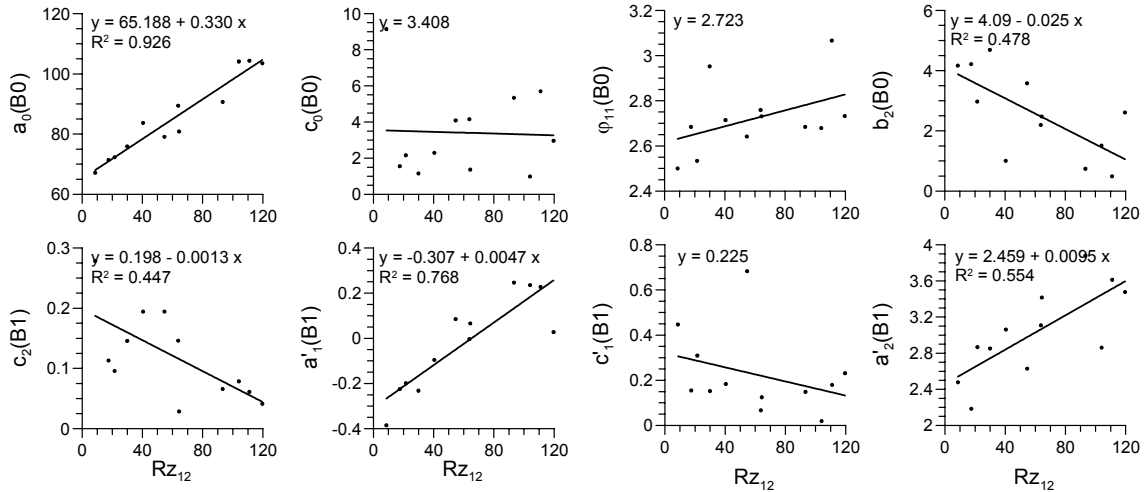 y = 65.188 + 0.330 x
R² = 0.926
a₀(B0)
120
100
80
60
0 40 80 120
y = 3.408
c₀(B0)
10
8
6
4
2
0
0 40 80 120
y = 2.723
φ₁₁(B0)
3.2
3.0
2.8
2.6
2.4
0 40 80 120
y = 4.09 - 0.025 x
R² = 0.478
b₂(B0)
6
4
2
0
0 40 80 120
y = 0.198 - 0.0013 x
R² = 0.447
c₂(B1)
0.3
0.2
0.1
0
0 40 80 120
Rz₁₂
y = -0.307 + 0.0047 x
R² = 0.768
a'₁(B1)
0.4
0.2
0
-0.2
-0.4
0 40 80 120
Rz₁₂
y = 0.225
c'₁(B1)
0.8
0.6
0.4
0.2
0
0 40 80 120
Rz₁₂
y = 2.459 + 0.0095 x
R² = 0.554
a'₂(B1)
4
3.6
3.2
2.8
2.4
2
0 40 80 120
Rz₁₂